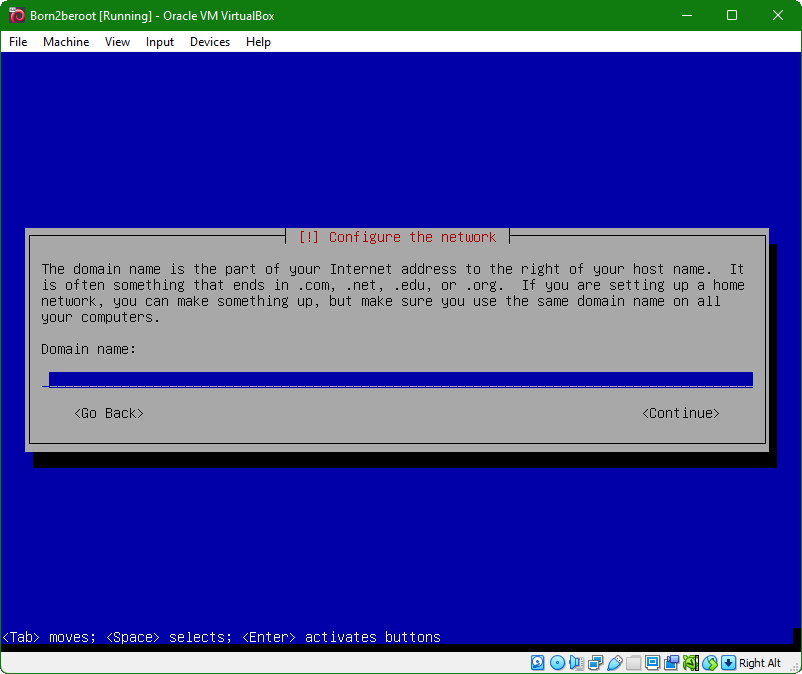 Born2beroot [Running] - Oracle VM VirtualBox
File Machine View Input Devices Help
[!] Configure the network
The domain name is the part of your Internet address to the right of your host name.  It
is often something that ends in .com, .net, .edu, or .org.  If you are setting up a home
network, you can make something up, but make sure you use the same domain name on all
your computers.
Domain name:
<Go Back> <Continue>
<Tab> moves; <Space> selects; <Enter> activates buttons
Right Alt